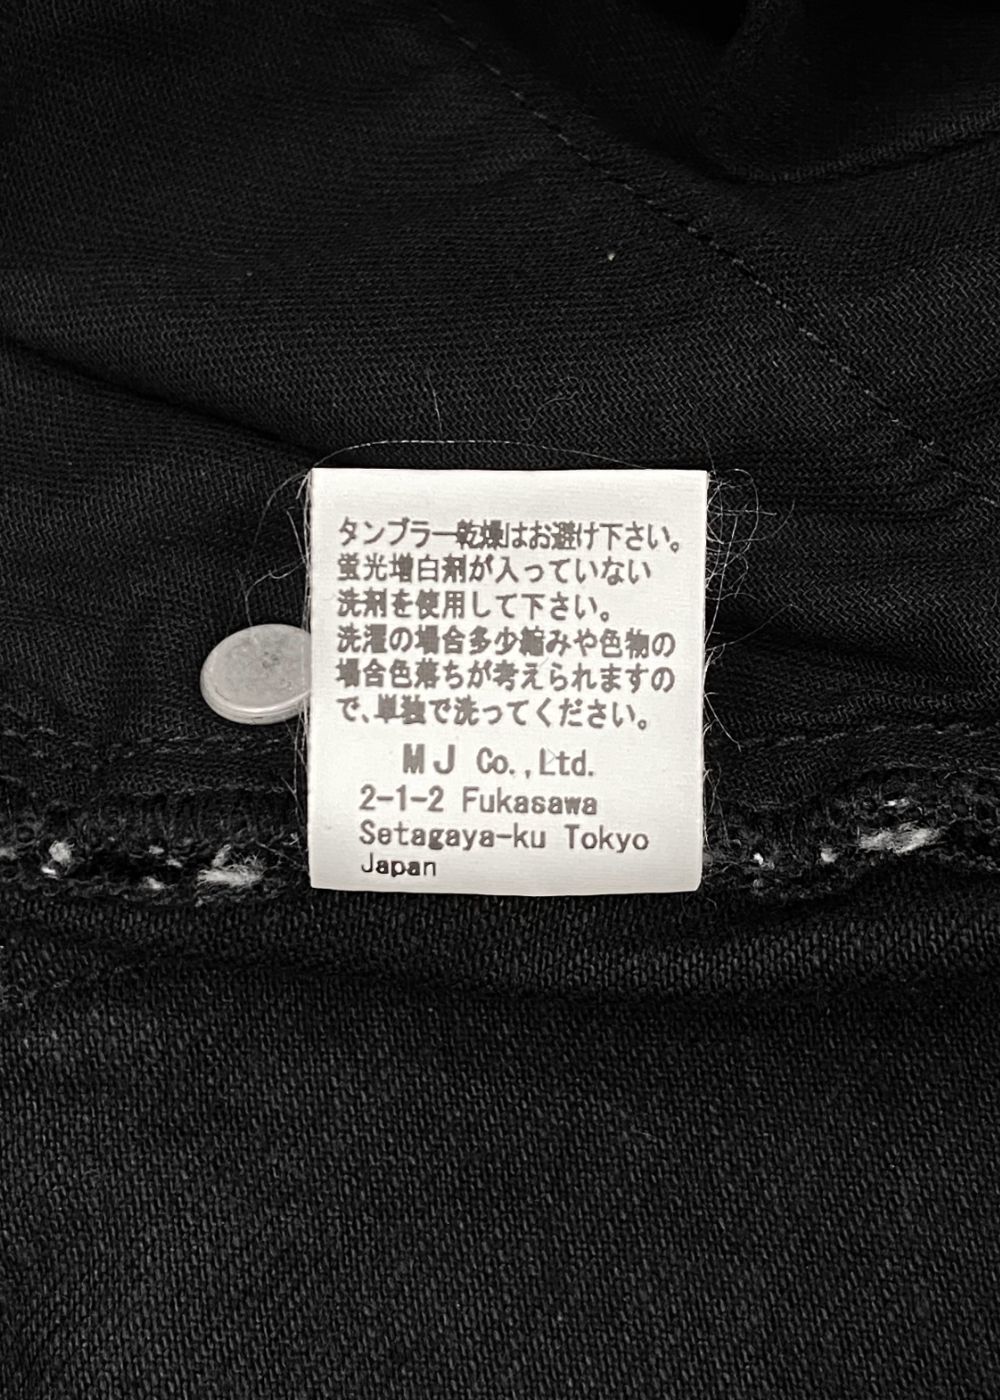 タンブラー乾燥はお避け下さい。
蛍光増白剤が入っていない
洗剤を使用して下さい。
洗濯の場合多少縮みや色物の
場合色落ちが考えられますの
で、単独で洗ってください。
MJ Co.,Ltd.
2-1-2 Fukasawa
Setagaya-ku Tokyo
Japan